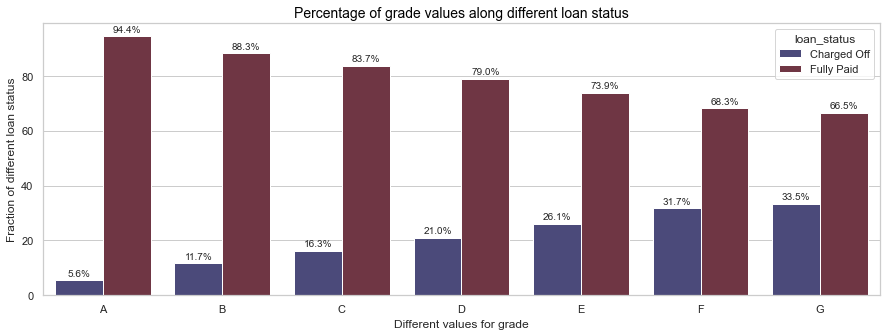 Percentage of grade values along different loan status
Fraction of different loan status
80
60
40
20
0
loan_status
Charged Off
Fully Paid
5.6%
94.4%
11.7%
88.3%
16.3%
83.7%
21.0%
79.0%
26.1%
73.9%
31.7%
68.3%
33.5%
66.5%
A B C D E F G
Different values for grade